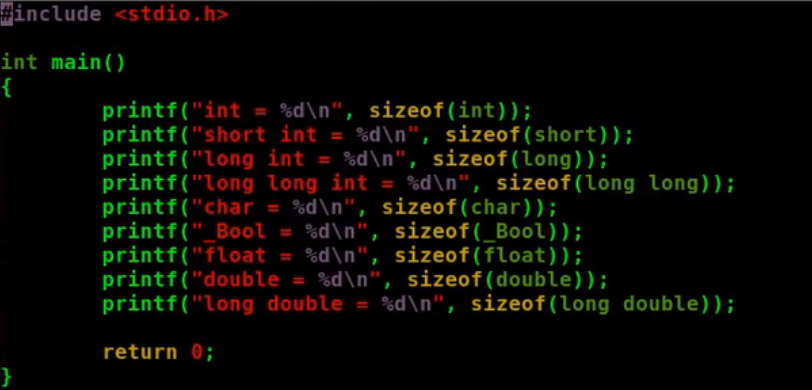 #include <stdio.h>

int main()
{
        printf("int = %d\n", sizeof(int));
        printf("short int = %d\n", sizeof(short));
        printf("long int = %d\n", sizeof(long));
        printf("long long int = %d\n", sizeof(long long));
        printf("char = %d\n", sizeof(char));
        printf("_Bool = %d\n", sizeof(_Bool));
        printf("float = %d\n", sizeof(float));
        printf("double = %d\n", sizeof(double));
        printf("long double = %d\n", sizeof(long double));

        return 0;
}